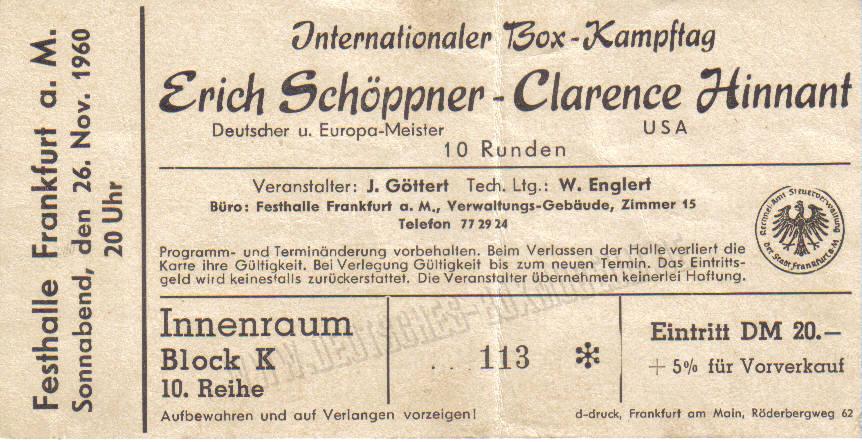 Festhalle Frankfurt a. M.
Sonnabend, den 26. Nov. 1960
20 Uhr
Internationaler Box-Kampftag
Erich Schöppner - Clarence Hinnant
Deutscher u. Europa-Meister
USA
10 Runden
Veranstalter: J. Göttert Tech. Ltg.: W. Englert
Büro: Festhalle Frankfurt a. M., Verwaltungs-Gebäude, Zimmer 15
Telefon 77 29 24
Programm- und Terminänderung vorbehalten. Beim Verlassen der Halle verliert die
Karte ihre Gültigkeit. Bei Verlegung Gültigkeit bis zum neuen Termin. Das Eintritts-
geld wird keinesfalls zurückerstattet. Die Veranstalter übernehmen keinerlei Haftung.
Steuerverwaltung
der Stadt Frankfurt a. M.
Innenraum
Block K
10. Reihe
... 113 *
Eintritt DM 20.—
+ 5% für Vorverkauf
Aufbewahren und auf Verlangen vorzeigen!
d-druck, Frankfurt am Main, Röderbergweg 62